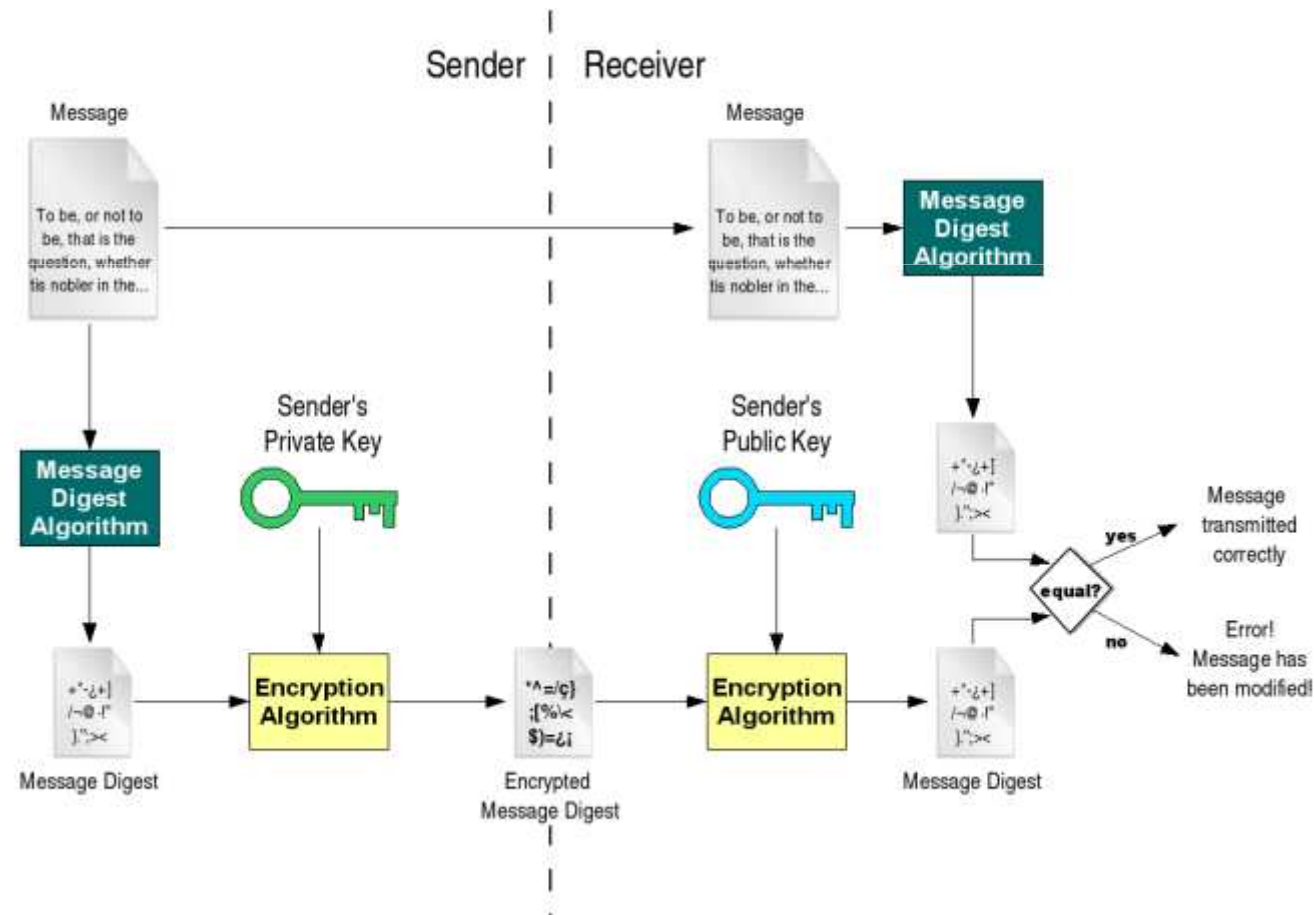 Sender
Receiver
Message
To be, or not to
be, that is the
question, whether
tis nobler in the...
Message
To be, or not to
be, that is the
question, whether
tis nobler in the...
Message
Digest
Algorithm
Sender's
Private Key
Sender's
Public Key
Message
Digest
Algorithm
+*-¿+]
/¬@-!"
}.";><
Message
transmitted
correctly
yes
equal?
no
Error!
Message has
been modified!
+*-¿+]
/¬@-!"
}.";><
Message Digest
Encryption
Algorithm
*^=/ç}
;[%\<
$)=¿¡
Encrypted
Message Digest
Encryption
Algorithm
+*-¿+]
/¬@-!"
}.";><
Message Digest